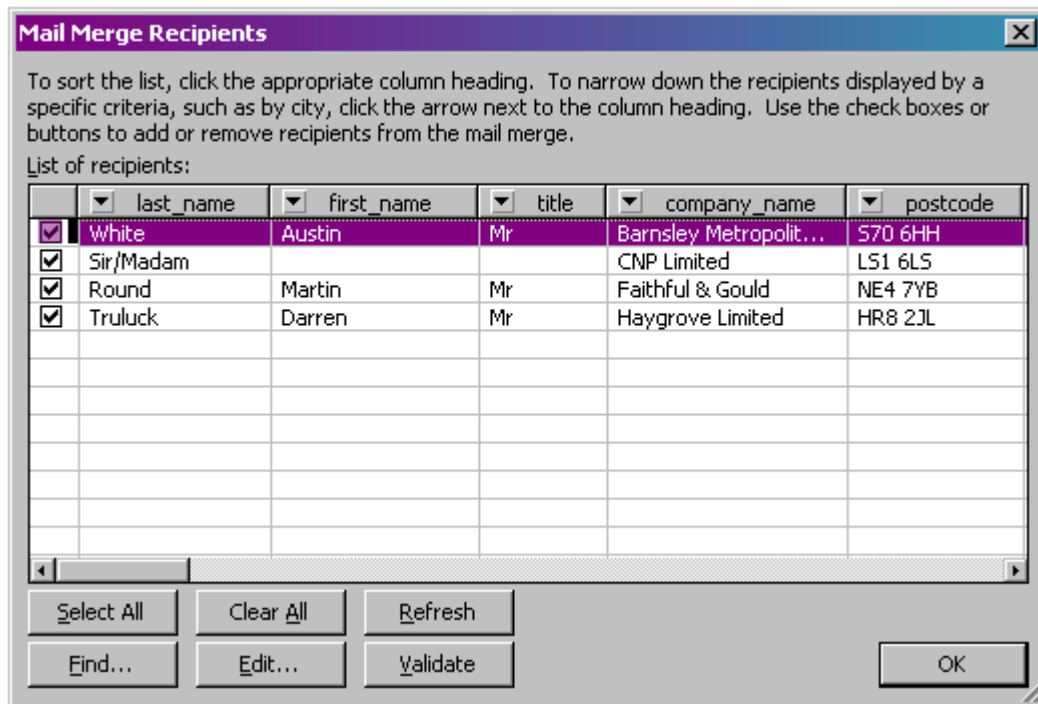 Mail Merge Recipients
To sort the list, click the appropriate column heading.  To narrow down the recipients displayed by a
specific criteria, such as by city, click the arrow next to the column heading.  Use the check boxes or
buttons to add or remove recipients from the mail merge.
List of recipients:
last_name first_name title company_name postcode
White Austin Mr Barnsley Metropolit... S70 6HH
Sir/Madam CNP Limited LS1 6LS
Round Martin Mr Faithful & Gould NE4 7YB
Truluck Darren Mr Haygrove Limited HR8 2JL
Select All Clear All Refresh
Find... Edit... Validate OK